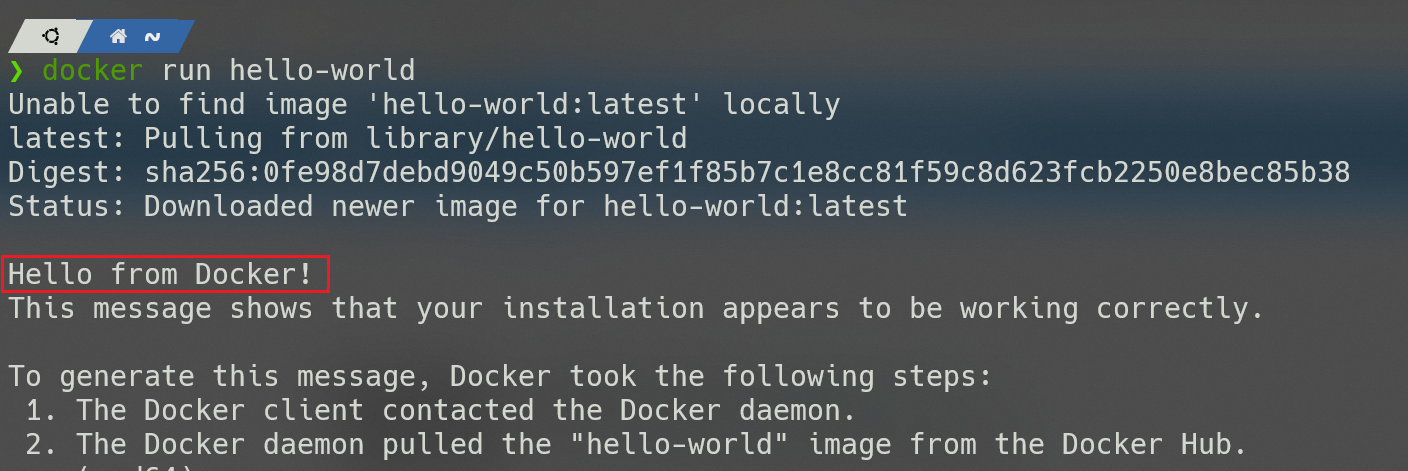 ~
❯ docker run hello-world
Unable to find image 'hello-world:latest' locally
latest: Pulling from library/hello-world
Digest: sha256:0fe98d7debd9049c50b597ef1f85b7c1e8cc81f59c8d623fcb2250e8bec85b38
Status: Downloaded newer image for hello-world:latest
Hello from Docker!
This message shows that your installation appears to be working correctly.
To generate this message, Docker took the following steps:
1. The Docker client contacted the Docker daemon.
2. The Docker daemon pulled the "hello-world" image from the Docker Hub.